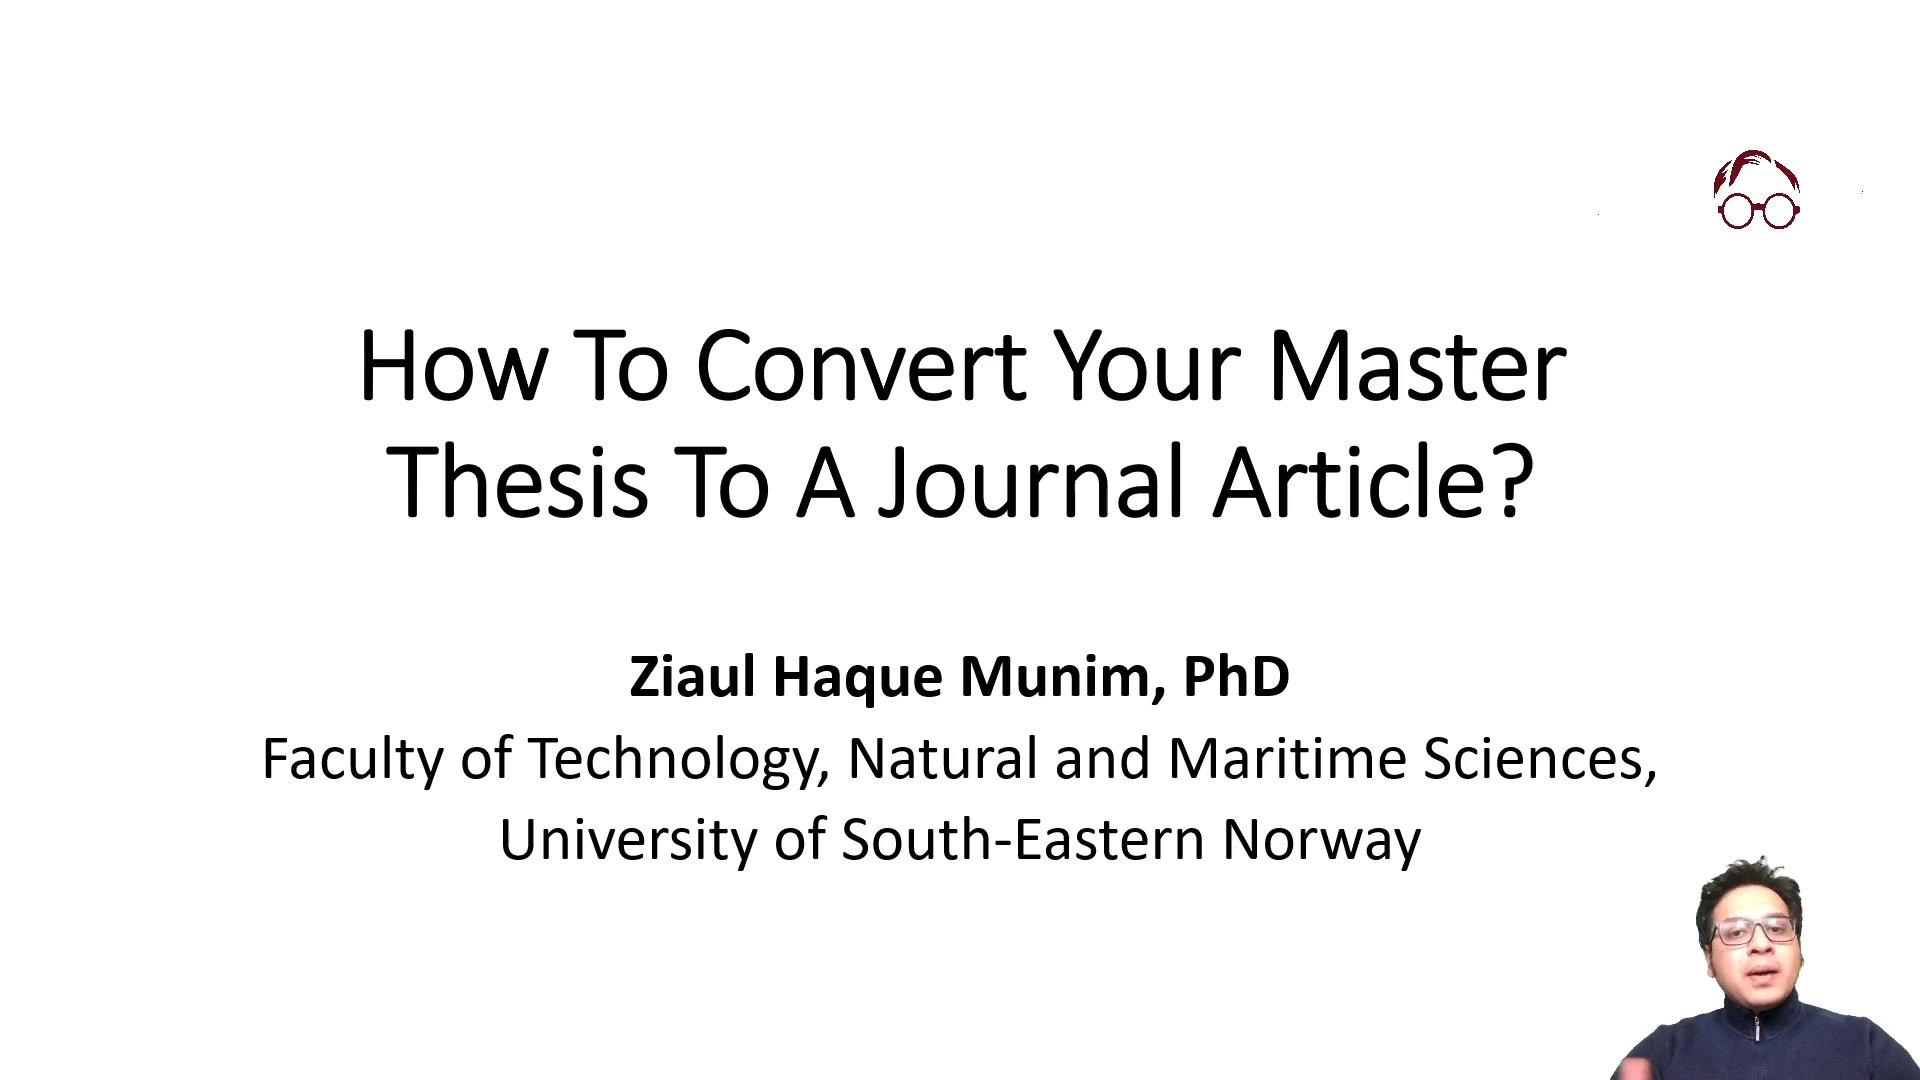 How To Convert Your Master
Thesis To A Journal Article?
Ziaul Haque Munim, PhD
Faculty of Technology, Natural and Maritime Sciences,
University of South-Eastern Norway